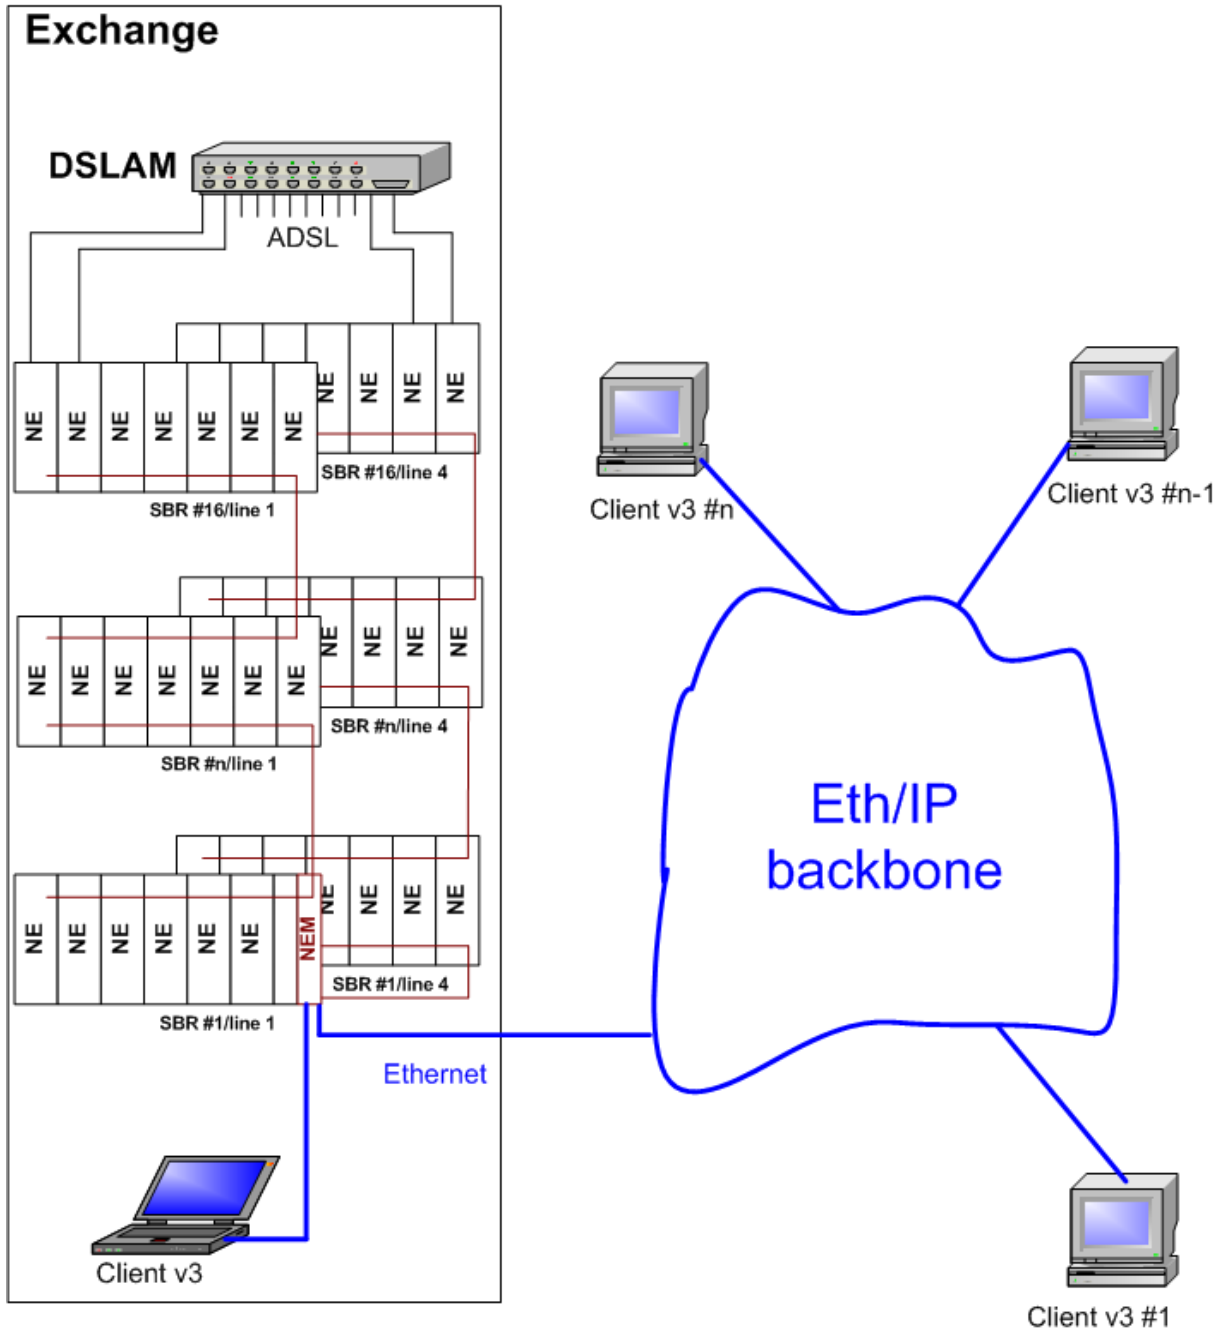 Exchange
DSLAM
ADSL
NE
NE
NE
NE
NE
NE
NE
NE
NE
NE
NE
SBR #16/line 4
SBR #16/line 1
NE
NE
NE
NE
NE
NE
NE
NE
NE
NE
NE
SBR #n/line 4
SBR #n/line 1
NE
NE
NE
NE
NE
NE
NEM
NE
NE
NE
NE
SBR #1/line 4
SBR #1/line 1
Ethernet
Client v3
Client v3 #n
Client v3 #n-1
Eth/IP
backbone
Client v3 #1